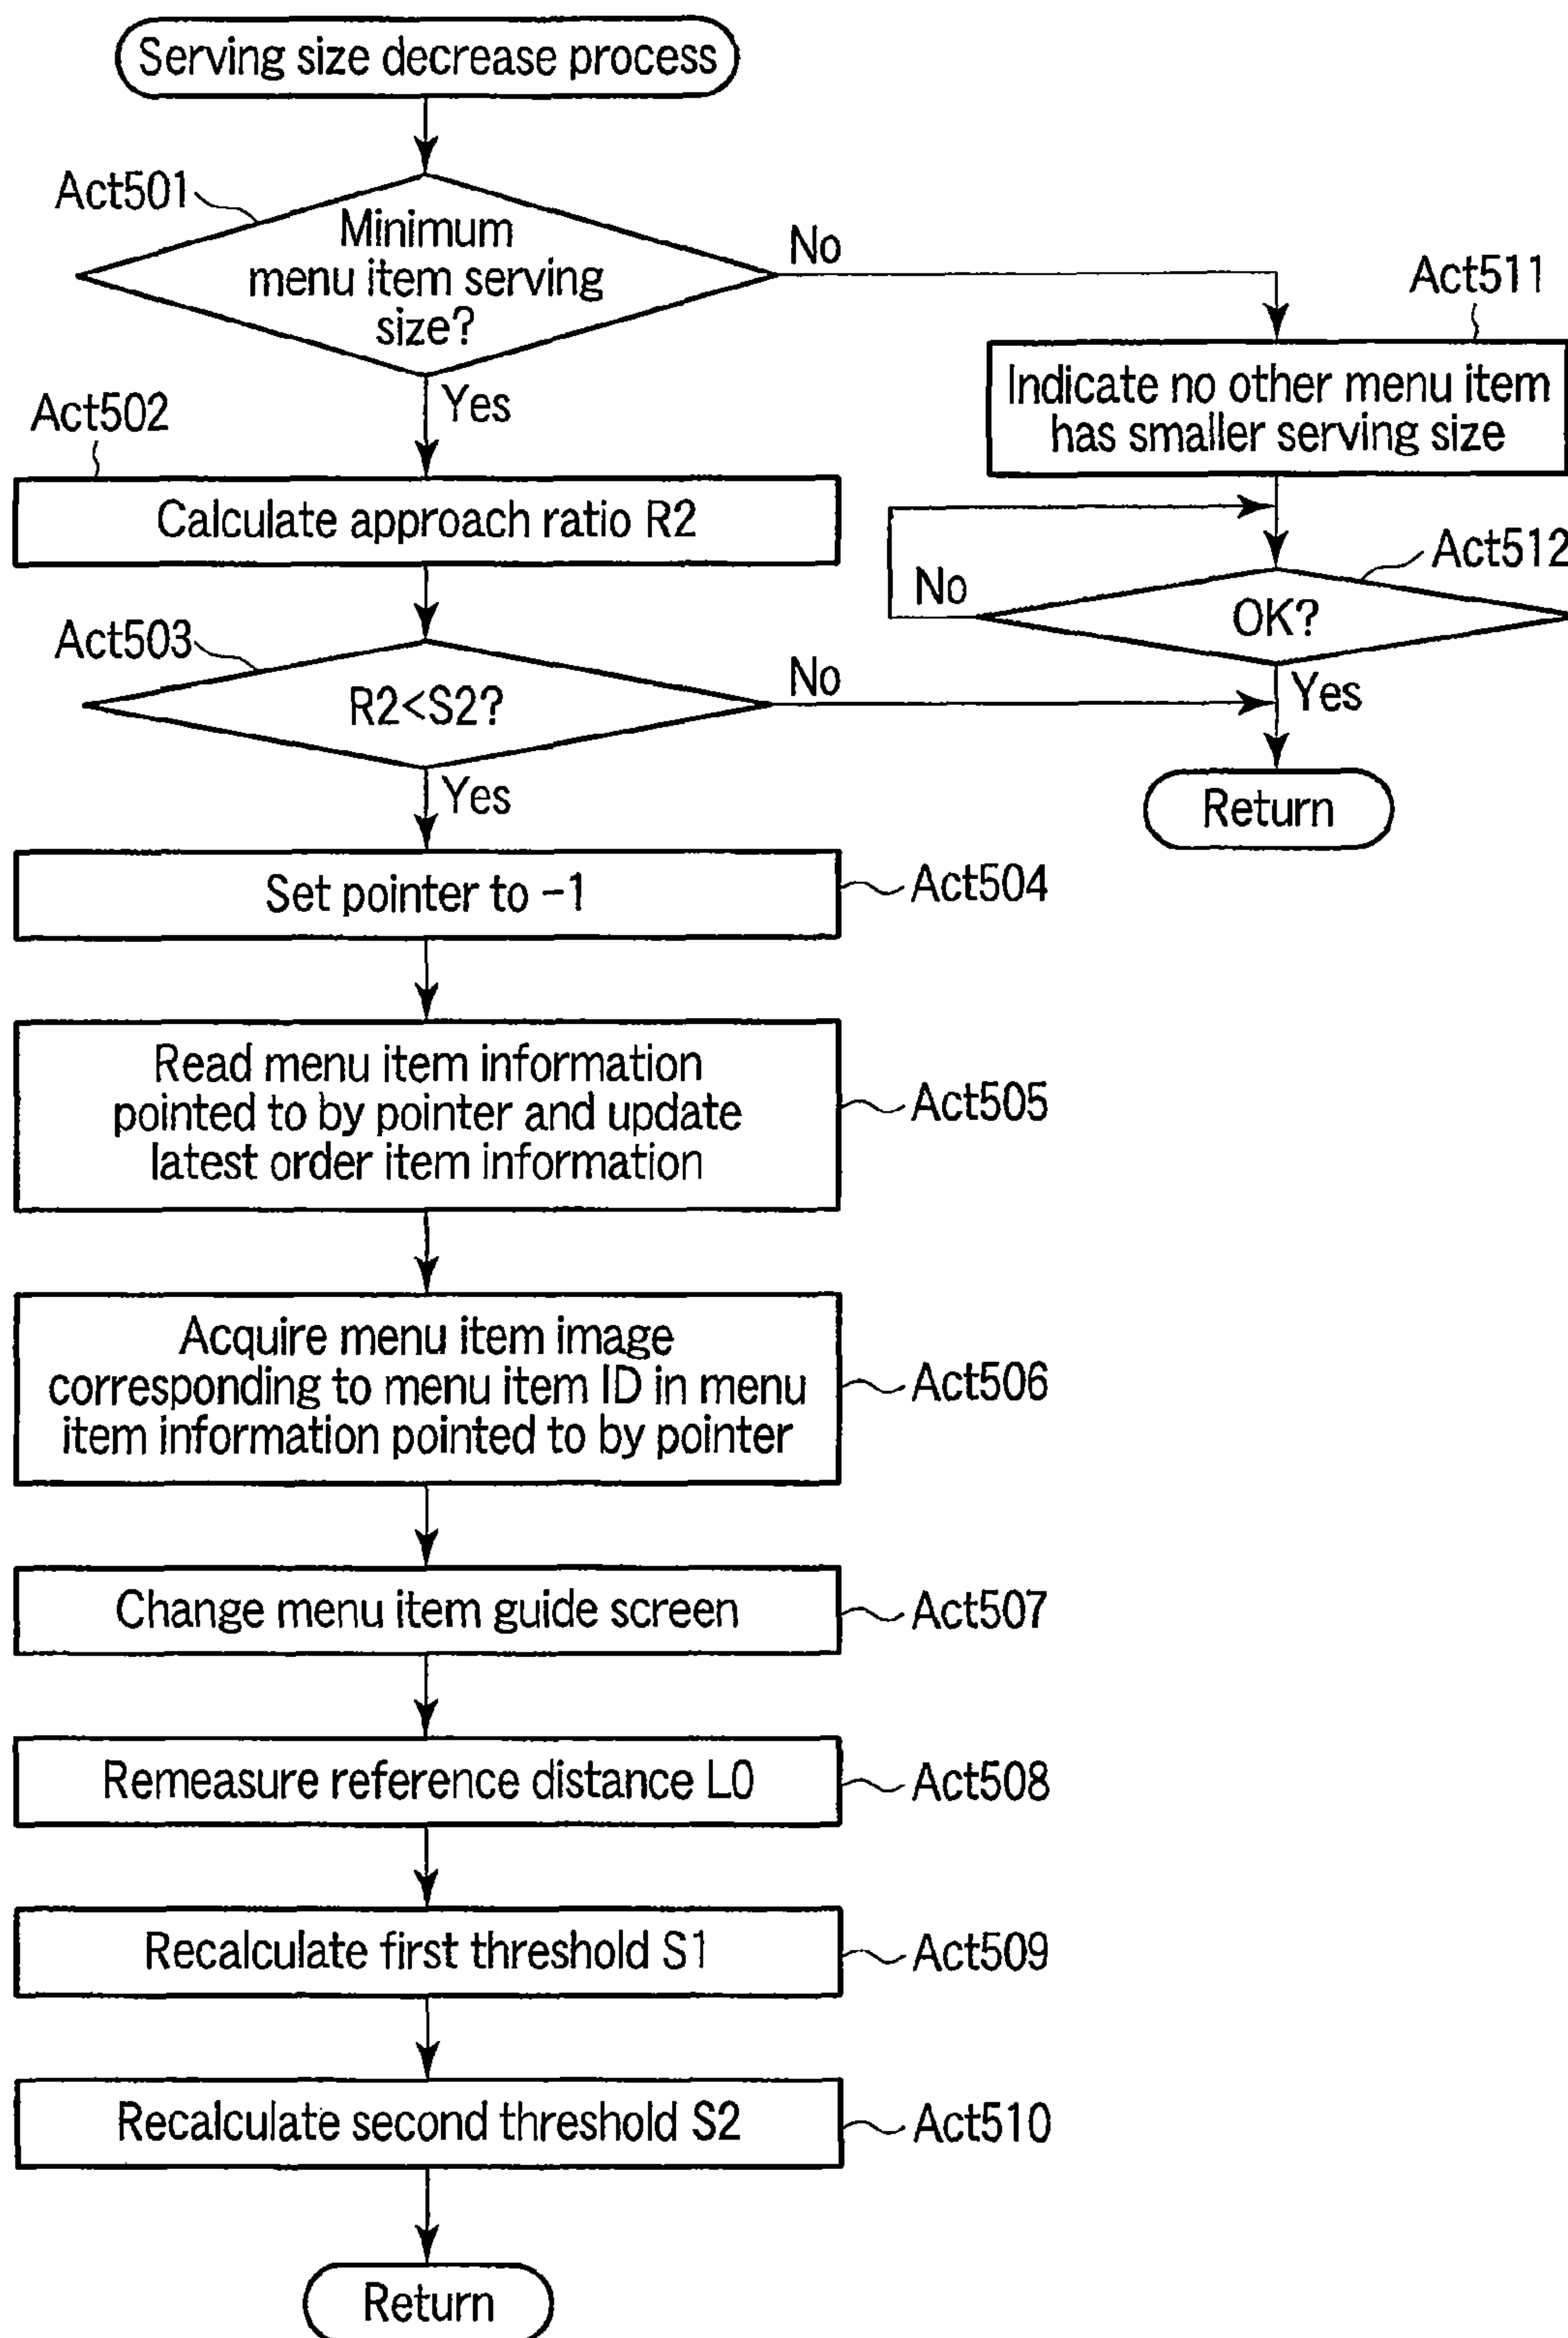 Serving size decrease process
Act501
Minimum
menu item serving
size?
No
Yes
Act511
Indicate no other menu item
has smaller serving size
Act502
Calculate approach ratio R2
Act512
OK?
No
Yes
Act503
R2<S2?
No
Yes
Return
Set pointer to -1
Act504
Read menu item information
pointed to by pointer and update
latest order item information
Act505
Acquire menu item image
corresponding to menu item ID in menu
item information pointed to by pointer
Act506
Change menu item guide screen
Act507
Remeasure reference distance L0
Act508
Recalculate first threshold S1
Act509
Recalculate second threshold S2
Act510
Return